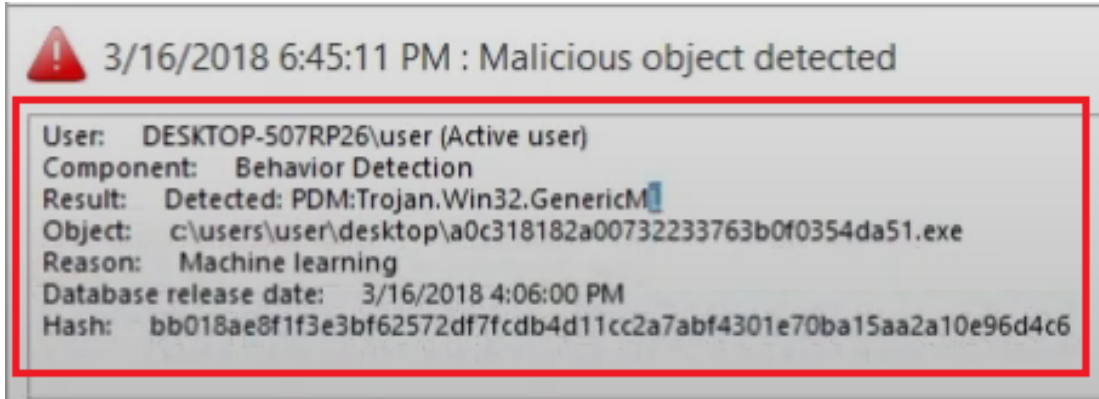 3/16/2018 6:45:11 PM : Malicious object detected
User: DESKTOP-507RP26\user (Active user)
Component: Behavior Detection
Result: Detected: PDM:Trojan.Win32.GenericML
Object: c:\users\user\desktop\a0c318182a00732233763b0f0354da51.exe
Reason: Machine learning
Database release date: 3/16/2018 4:06:00 PM
Hash: bb018ae8f1f3e3bf62572df7fcdb4d11cc2a7abf4301e70ba15aa2a10e96d4c6